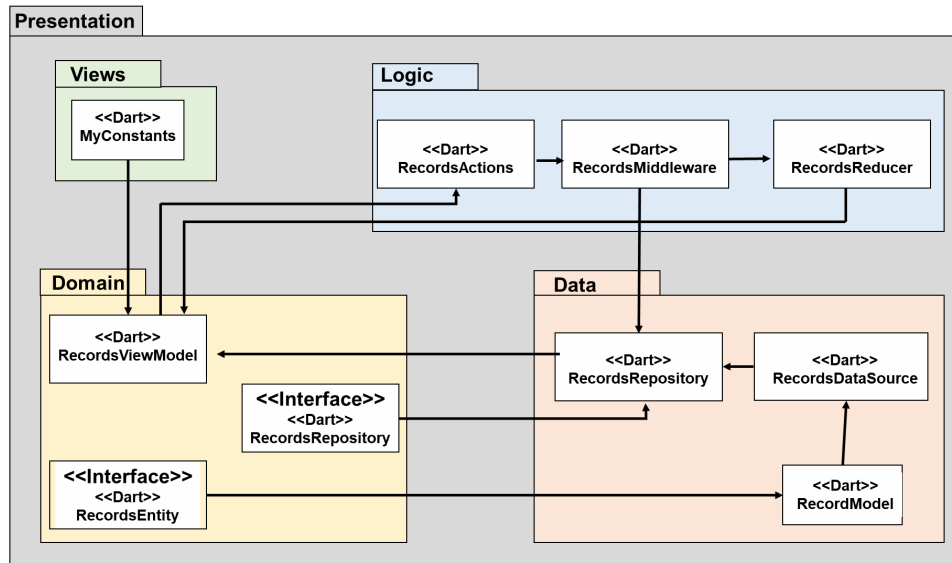 Presentation
Views
<<Dart>>
MyConstants
Logic
<<Dart>>
RecordsActions
<<Dart>>
RecordsMiddleware
<<Dart>>
RecordsReducer
Domain
<<Dart>>
RecordsViewModel
<<Interface>>
<<Dart>>
RecordsRepository
<<Interface>>
<<Dart>>
RecordsEntity
Data
<<Dart>>
RecordsRepository
<<Dart>>
RecordsDataSource
<<Dart>>
RecordModel